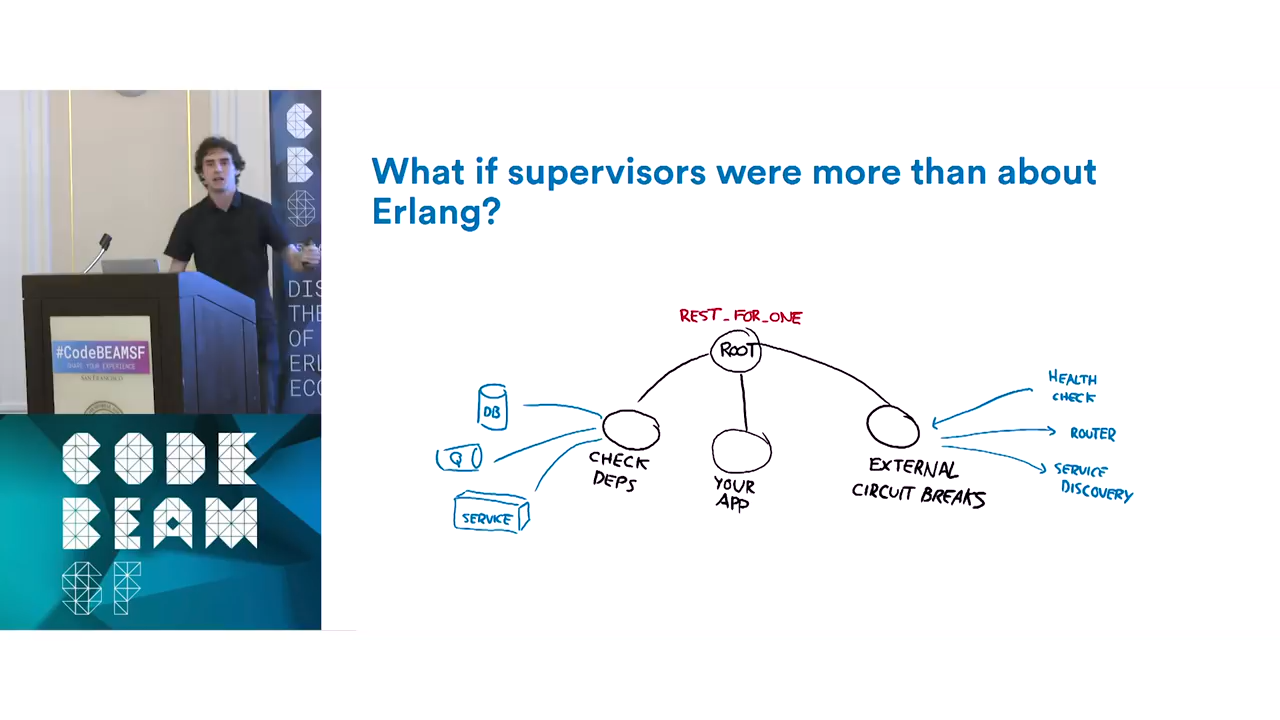 What if supervisors were more than about
Erlang?
REST_FOR_ONE
ROOT
DB
Q
SERVICE
CHECK
DEPS
YOUR
APP
EXTERNAL
CIRCUIT BREAKS
HEALTH
CHECK
ROUTER
SERVICE
DISCOVERY
C
B
S
DIS
THE
OF
ERL
ECO
#CodeBEAMSF
SHARE YOUR EXPERIENCE
SAN FRANCISCO
CODE
BEAM
SF